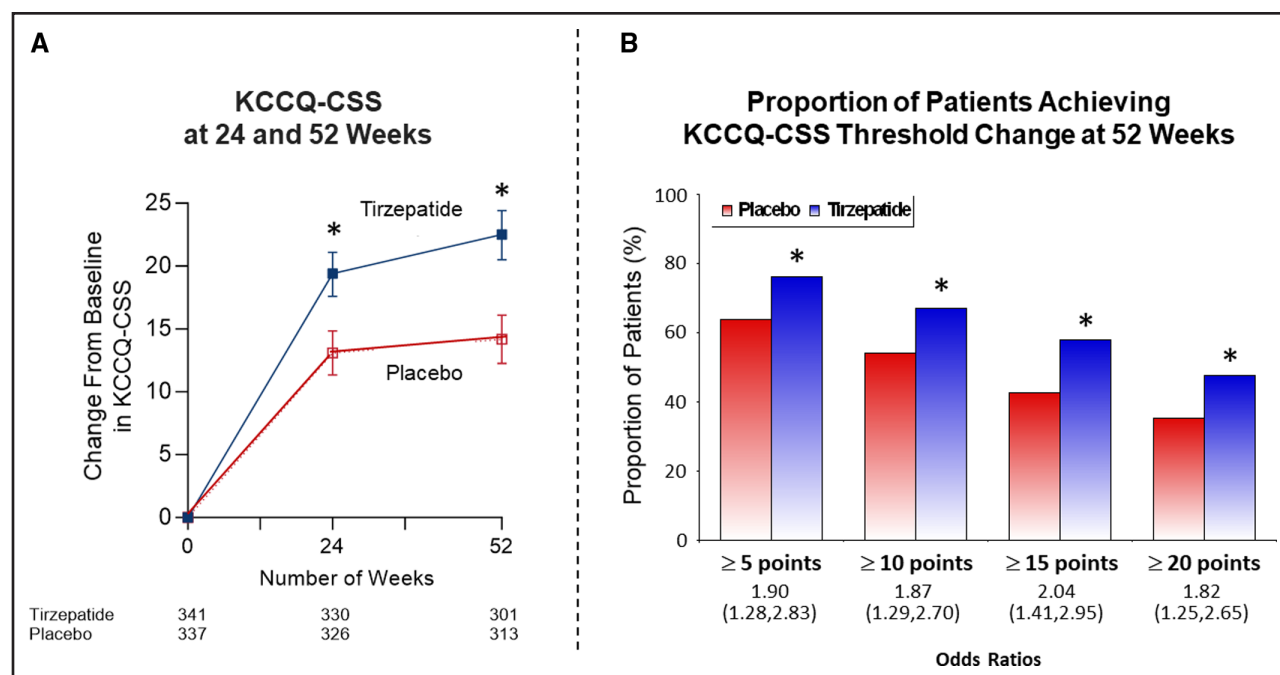 A
KCCQ-CSS
at 24 and 52 Weeks
Change From Baseline
in KCCQ-CSS
25
20
15
10
5
0
*
*
Tirzepatide
Placebo
0 24 52
Number of Weeks
Tirzepatide 341 330 301
Placebo 337 326 313
B
Proportion of Patients Achieving
KCCQ-CSS Threshold Change at 52 Weeks
Proportion of Patients (%)
100
80
60
40
20
0
Placebo Tirzepatide
* * * *
≥ 5 points ≥ 10 points ≥ 15 points ≥ 20 points
1.90 1.87 2.04 1.82
(1.28,2.83) (1.29,2.70) (1.41,2.95) (1.25,2.65)
Odds Ratios